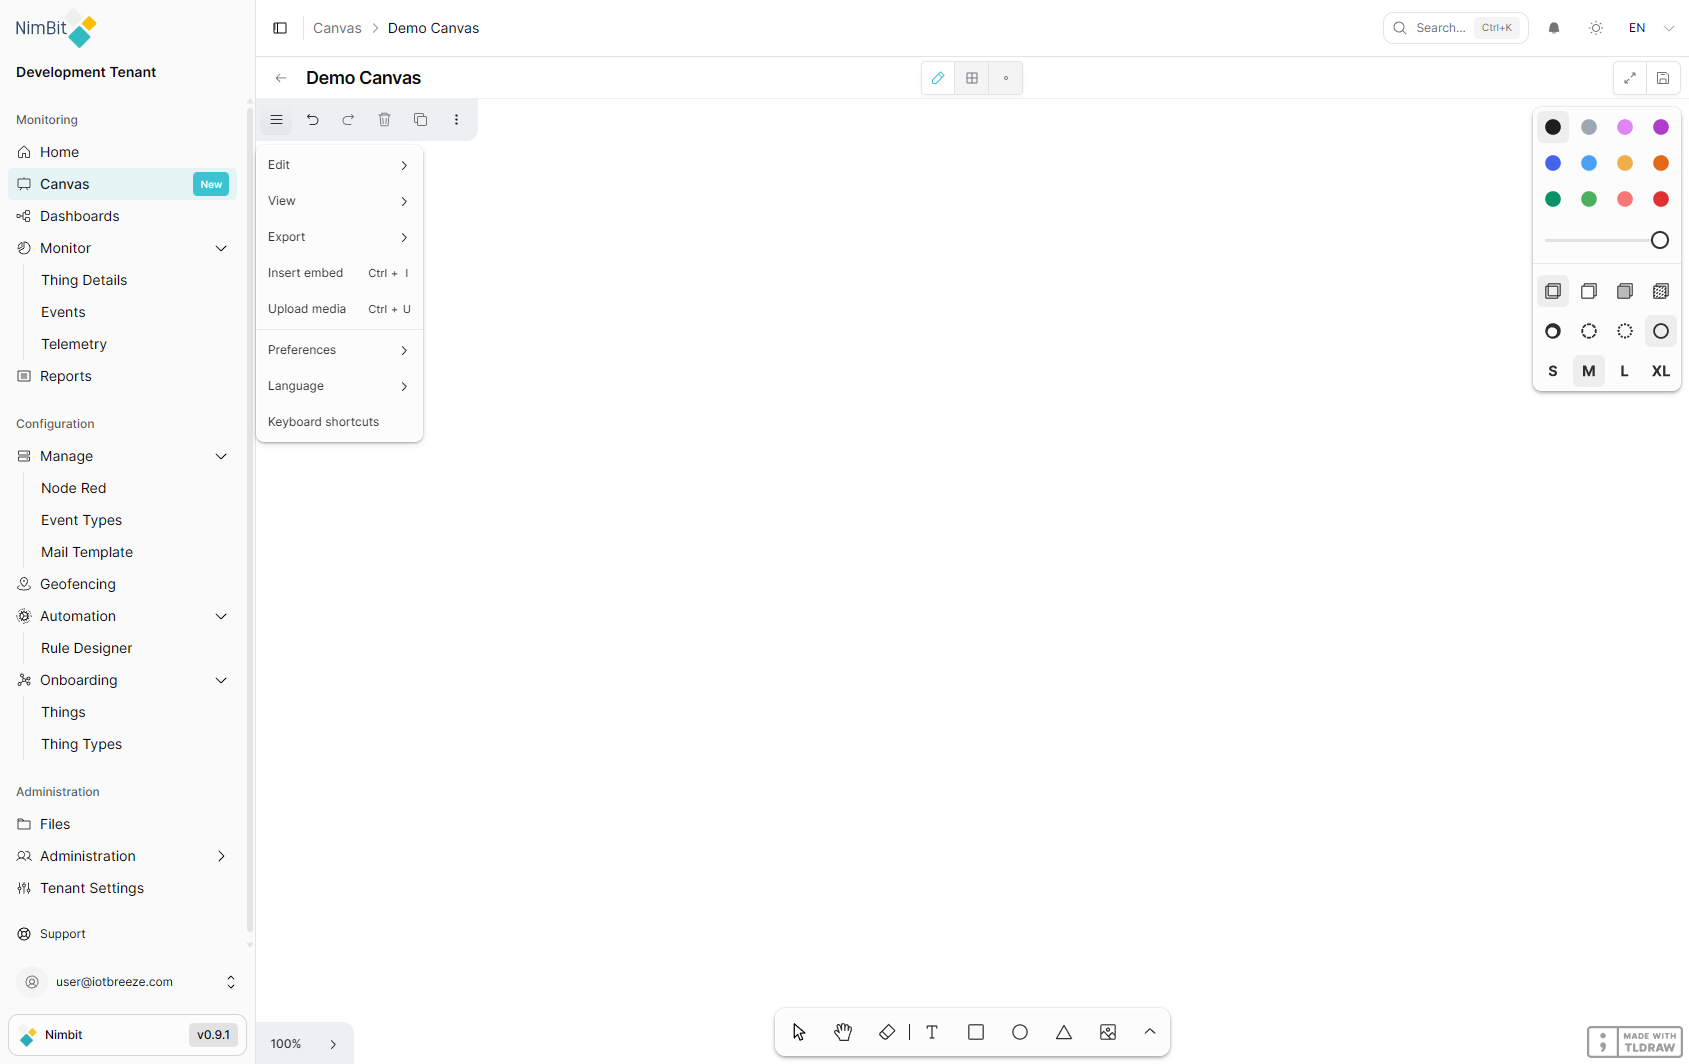 NimBit
Development Tenant
Monitoring
Home
Canvas
New
Dashboards
Monitor
Thing Details
Events
Telemetry
Reports
Configuration
Manage
Node Red
Event Types
Mail Template
Geofencing
Automation
Rule Designer
Onboarding
Things
Thing Types
Administration
Files
Administration
Tenant Settings
Support
user@iotbreeze.com
Nimbit
v0.9.1
Canvas
Demo Canvas
Search...
Ctrl+K
EN
Demo Canvas
Edit
View
Export
Insert embed Ctrl + I
Upload media Ctrl + U
Preferences
Language
Keyboard shortcuts
S M L XL
100%
T
MADE WITH
TLDRAW